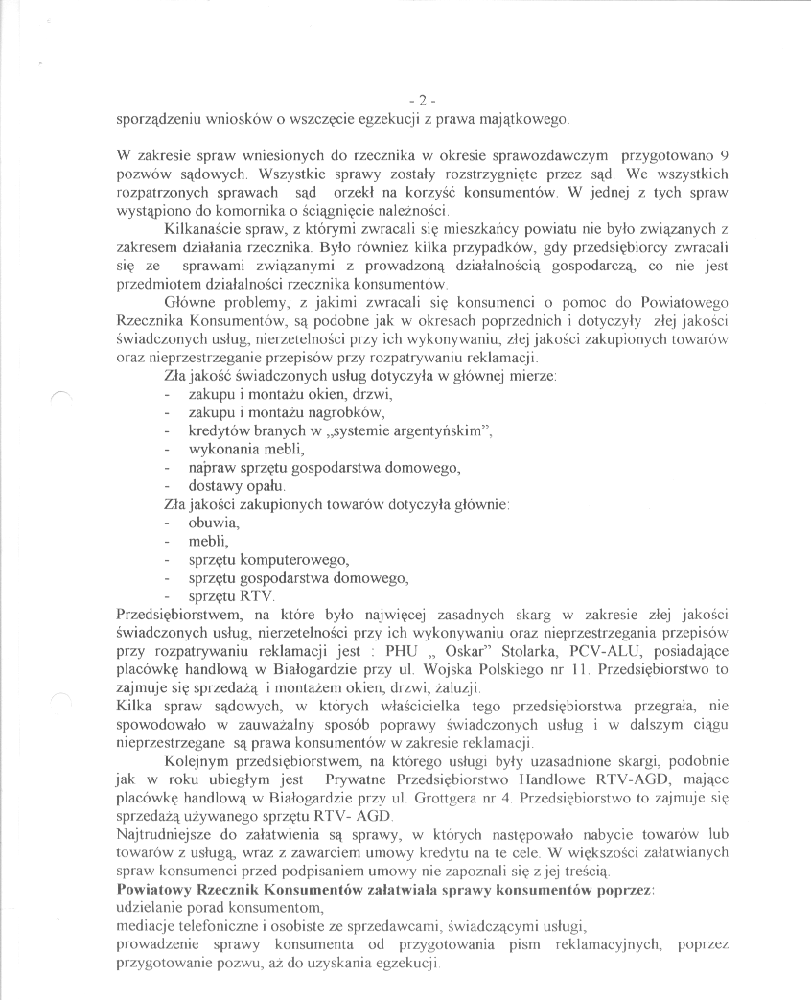 - 2 -
sporządzeniu wniosków o wszczęcie egzekucji z prawa majątkowego.
W zakresie spraw wniesionych do rzecznika w okresie sprawozdawczym przygotowano 9
pozwów sądowych. Wszystkie sprawy zostały rozstrzygnięte przez sąd. We wszystkich
rozpatrzonych sprawach sąd orzekł na korzyść konsumentów. W jednej z tych spraw
wystąpiono do komornika o ściągnięcie należności.
Kilkanaście spraw, z którymi zwracali się mieszkańcy powiatu nie było związanych z
zakresem działania rzecznika. Było również kilka przypadków, gdy przedsiębiorcy zwracali
się ze sprawami związanymi z prowadzoną działalnością gospodarczą, co nie jest
przedmiotem działalności rzecznika konsumentów.
Główne problemy, z jakimi zwracali się konsumenci o pomoc do Powiatowego
Rzecznika Konsumentów, są podobne jak w okresach poprzednich i dotyczyły złej jakości
świadczonych usług, nierzetelności przy ich wykonywaniu, złej jakości zakupionych towarów
oraz nieprzestrzeganie przepisów przy rozpatrywaniu reklamacji.
Zła jakość świadczonych usług dotyczyła w głównej mierze:
- zakupu i montażu okien, drzwi,
- zakupu i montażu nagrobków,
- kredytów branych w „systemie argentyńskim”,
- wykonania mebli,
- napraw sprzętu gospodarstwa domowego,
- dostawy opału.
Zła jakości zakupionych towarów dotyczyła głównie:
- obuwia,
- mebli,
- sprzętu komputerowego,
- sprzętu gospodarstwa domowego,
- sprzętu RTV.
Przedsiębiorstwem, na które było najwięcej zasadnych skarg w zakresie złej jakości
świadczonych usług, nierzetelności przy ich wykonywaniu oraz nieprzestrzegania przepisów
przy rozpatrywaniu reklamacji jest : PHU „ Oskar” Stolarka, PCV-ALU, posiadające
placówkę handlową w Białogardzie przy ul. Wojska Polskiego nr 11. Przedsiębiorstwo to
zajmuje się sprzedażą i montażem okien, drzwi, żaluzji.
Kilka spraw sądowych, w których właścicielka tego przedsiębiorstwa przegrała, nie
spowodowało w zauważalny sposób poprawy świadczonych usług i w dalszym ciągu
nieprzestrzegane są prawa konsumentów w zakresie reklamacji.
Kolejnym przedsiębiorstwem, na którego usługi były uzasadnione skargi, podobnie
jak w roku ubiegłym jest Prywatne Przedsiębiorstwo Handlowe RTV-AGD, mające
placówkę handlową w Białogardzie przy ul. Grottgera nr 4. Przedsiębiorstwo to zajmuje się
sprzedażą używanego sprzętu RTV- AGD.
Najtrudniejsze do załatwienia są sprawy, w których następowało nabycie towarów lub
towarów z usługą, wraz z zawarciem umowy kredytu na te cele. W większości załatwianych
spraw konsumenci przed podpisaniem umowy nie zapoznali się z jej treścią.
Powiatowy Rzecznik Konsumentów załatwiała sprawy konsumentów poprzez:
udzielanie porad konsumentom,
mediacje telefoniczne i osobiste ze sprzedawcami, świadczącymi usługi,
prowadzenie sprawy konsumenta od przygotowania pism reklamacyjnych, poprzez
przygotowanie pozwu, aż do uzyskania egzekucji.